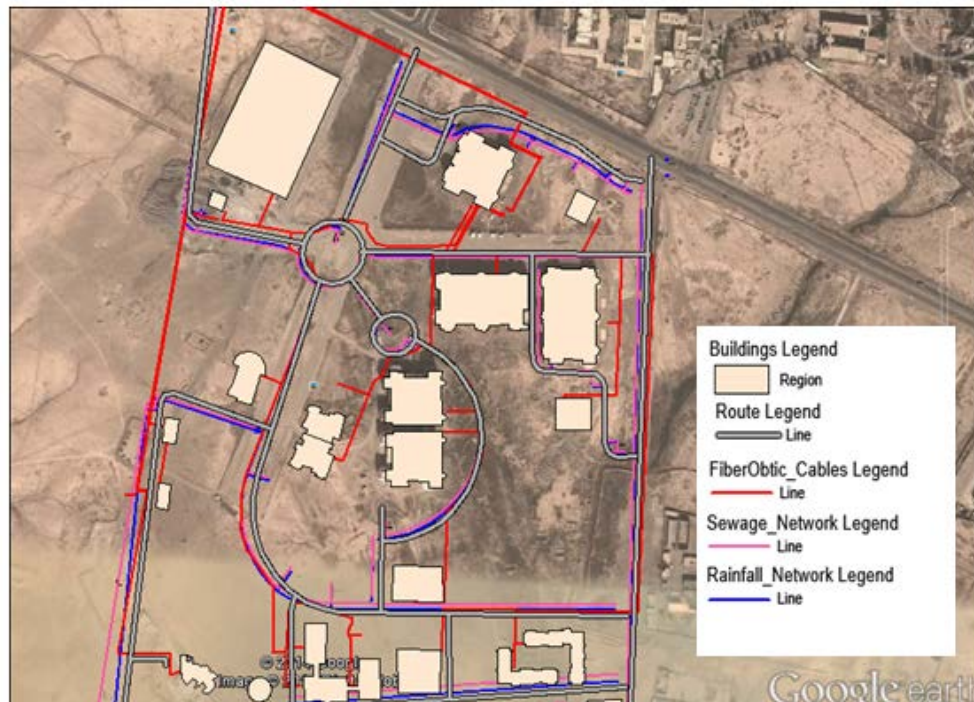 Buildings Legend
Region
Route Legend
Line
FiberObtic_Cables Legend
Line
Sewage_Network Legend
Line
Rainfall_Network Legend
Line
Google earth